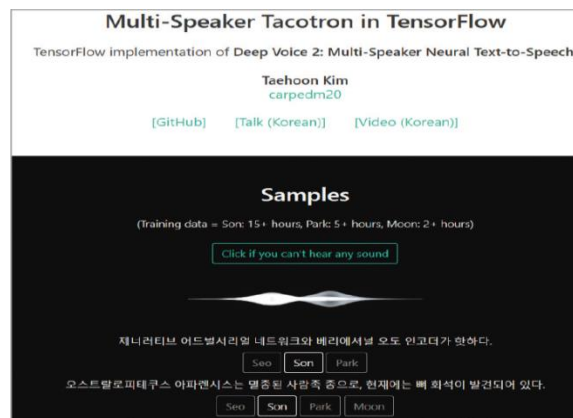 Multi-Speaker Tacotron in TensorFlow
TensorFlow implementation of Deep Voice 2: Multi-Speaker Neural Text-to-Speech
Taehoon Kim
carpedm20
[GitHub] [Talk (Korean)] [Video (Korean)]
Samples
(Training data = Son: 15+ hours, Park: 5+ hours, Moon: 2+ hours)
Click if you can't hear any sound
제너러티브 어드벌시리얼 네트워크와 베리에셔널 오토 인코더가 핫하다.
Seo Son Park
오스트랄로피테쿠스 아파렌시스는 멸종된 사람족 종으로, 현재에는 뼈 화석이 발견되어 있다.
Seo Son Park Moon